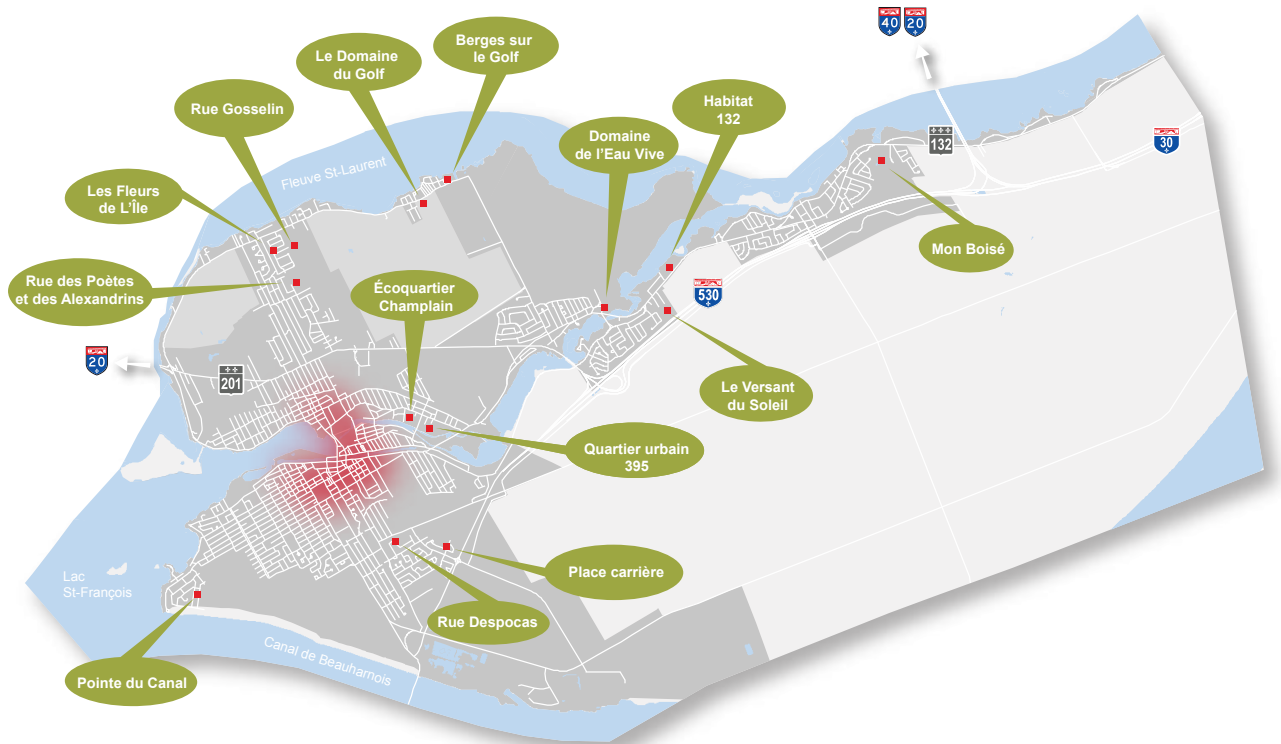 40 20
Berges sur
le Golf
Le Domaine
du Golf
Rue Gosselin
Habitat
132
Domaine
de l'Eau Vive
132
30
Fleuve St-Laurent
Les Fleurs
de L'Île
Mon Boisé
Rue des Poètes
et des Alexandrins
Écoquartier
Champlain
530
20
201
Le Versant
du Soleil
Quartier urbain
395
Place carrière
Lac
St-François
Rue Despocas
Canal de Beauharnois
Pointe du Canal